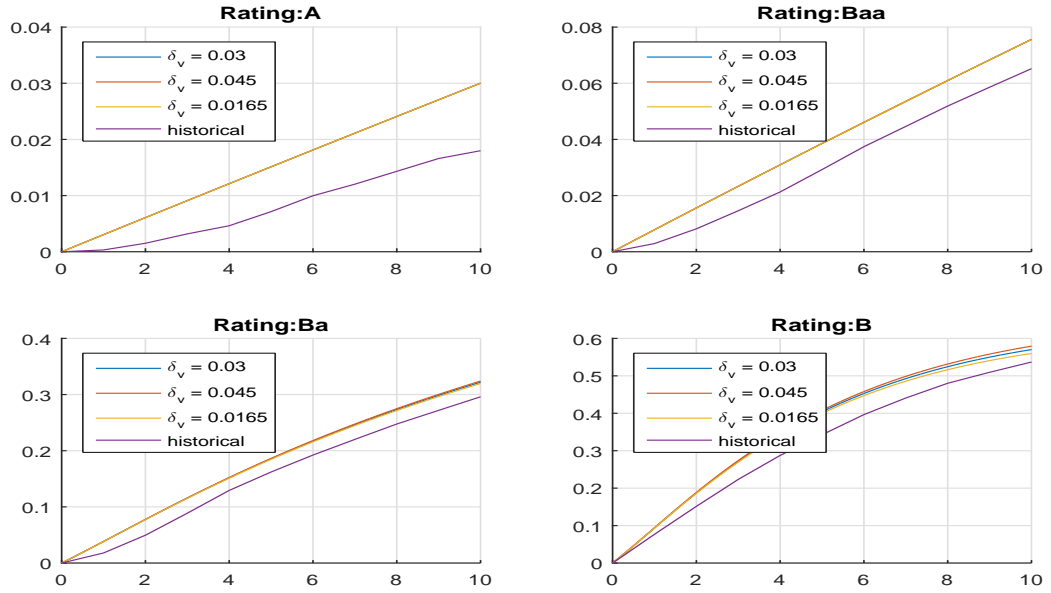 Rating:A
0.04
0.03
0.02
0.01
0
0 2 4 6 8 10
δv = 0.03
δv = 0.045
δv = 0.0165
historical
Rating:Baa
0.08
0.06
0.04
0.02
0
0 2 4 6 8 10
δv = 0.03
δv = 0.045
δv = 0.0165
historical
Rating:Ba
0.4
0.3
0.2
0.1
0
0 2 4 6 8 10
δv = 0.03
δv = 0.045
δv = 0.0165
historical
Rating:B
0.6
0.5
0.4
0.3
0.2
0.1
0
0 2 4 6 8 10
δv = 0.03
δv = 0.045
δv = 0.0165
historical